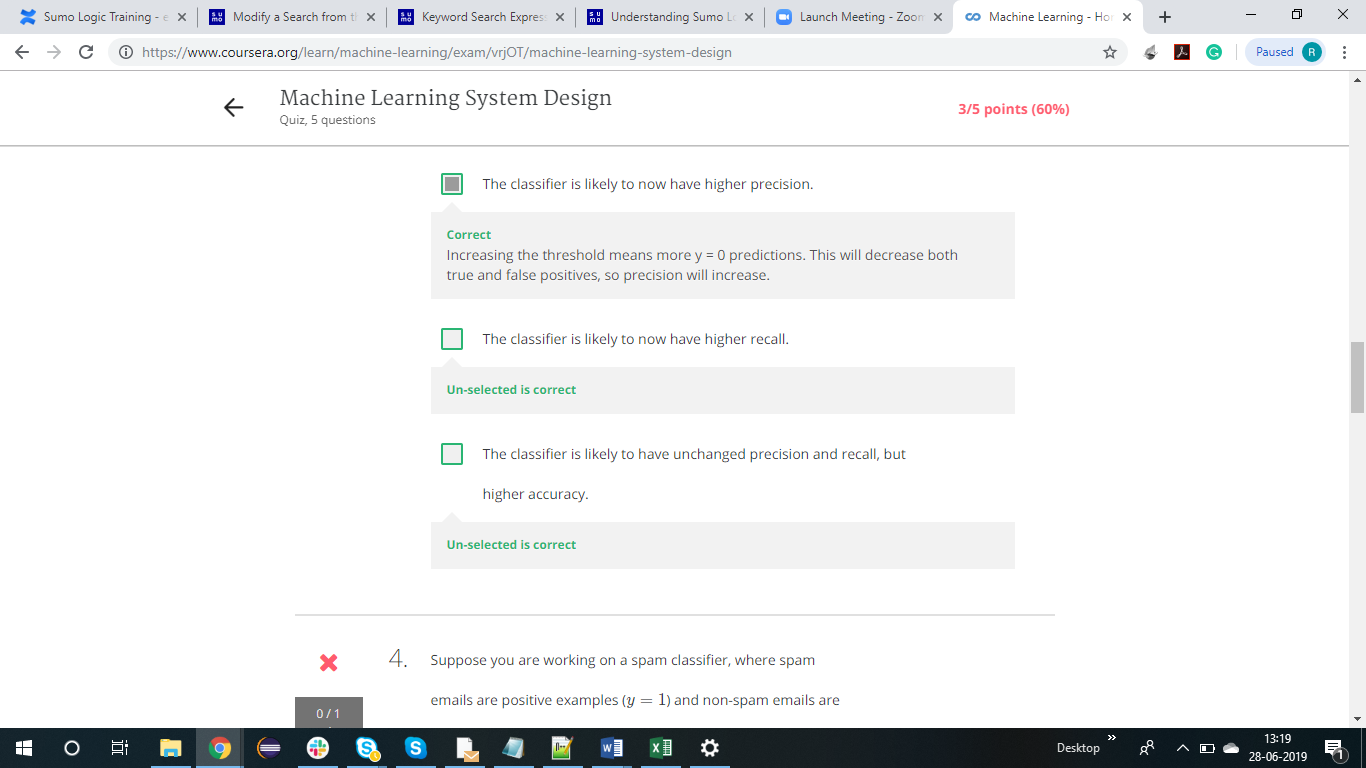 Sumo Logic Training - e
Modify a Search from th
Keyword Search Express
Understanding Sumo Lo
Launch Meeting - Zoom
Machine Learning - Hom
https://www.coursera.org/learn/machine-learning/exam/vrjOT/machine-learning-system-design
Paused R
Machine Learning System Design
Quiz, 5 questions
3/5 points (60%)
The classifier is likely to now have higher precision.
Correct
Increasing the threshold means more y = 0 predictions. This will decrease both
true and false positives, so precision will increase.
The classifier is likely to now have higher recall.
Un-selected is correct
The classifier is likely to have unchanged precision and recall, but
higher accuracy.
Un-selected is correct
4. Suppose you are working on a spam classifier, where spam
emails are positive examples (y = 1) and non-spam emails are
0 / 1
Desktop
13:19
28-06-2019
1